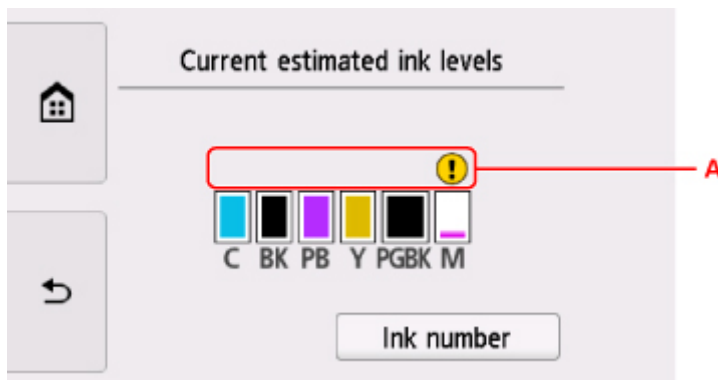 Current estimated ink levels
A
C BK PB Y PGBK M
Ink number